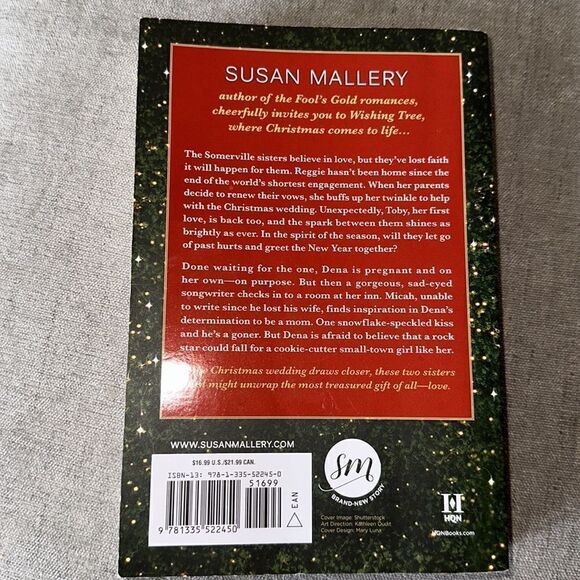 SUSAN MALLERY
author of the Fool's Gold romances,
cheerfully invites you to Wishing Tree,
where Christmas comes to life...
The Somerville sisters believe in love, but they've lost faith
it will happen for them. Reggie hasn't been home since the
end of the world's shortest engagement. When her parents
decide to renew their vows, she buffs up her twinkle to help
with the Christmas wedding. Unexpectedly, Toby, her first
love, is back too, and the spark between them shines as
brightly as ever. In the spirit of the season, will they let go
of past hurts and greet the New Year together?
Done waiting for the one, Dena is pregnant and on
her own—on purpose. But then a gorgeous, sad-eyed
songwriter checks in to a room at her inn. Micah, unable
to write since he lost his wife, finds inspiration in Dena's
determination to be a mom. One snowflake-speckled kiss
and he's a goner. But Dena is afraid to believe that a rock
star could fall for a cookie-cutter small-town girl like her.
Christmas wedding draws closer, these two sisters
might unwrap the most treasured gift of all—love.
WWW.SUSANMALLERY.COM
$16.99 U.S./$21.99 CAN.
ISBN-13: 978-1-335-52245-0
51699
9 781335 522450
EAN
sm
BRAND-NEW STORY
Cover Image: Shutterstock
Art Direction: Kathleen Oudit
Cover Design: Mary Luna
HQN
HQNBooks.com